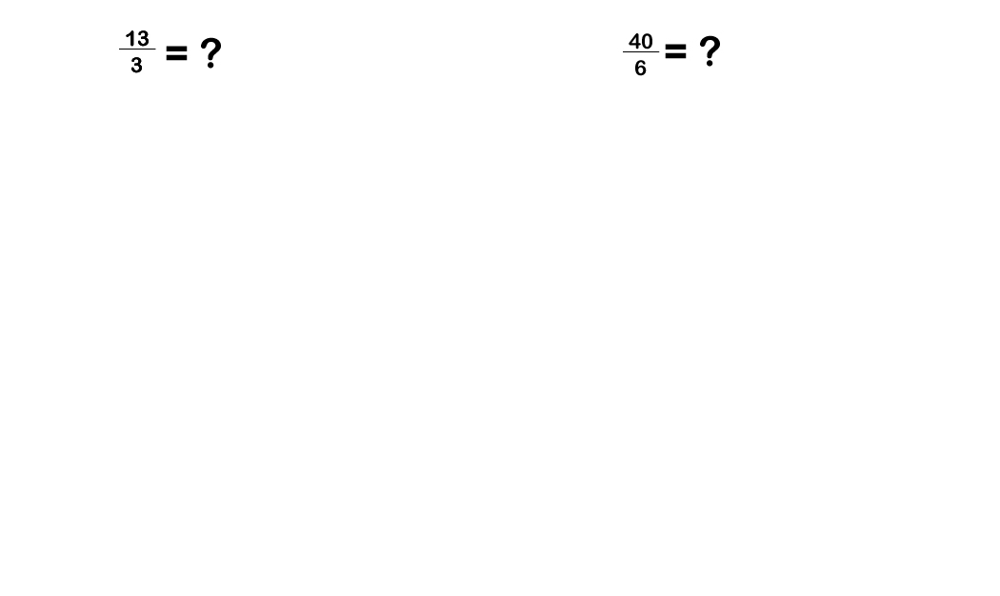 13/3 = ?
40/6 = ?